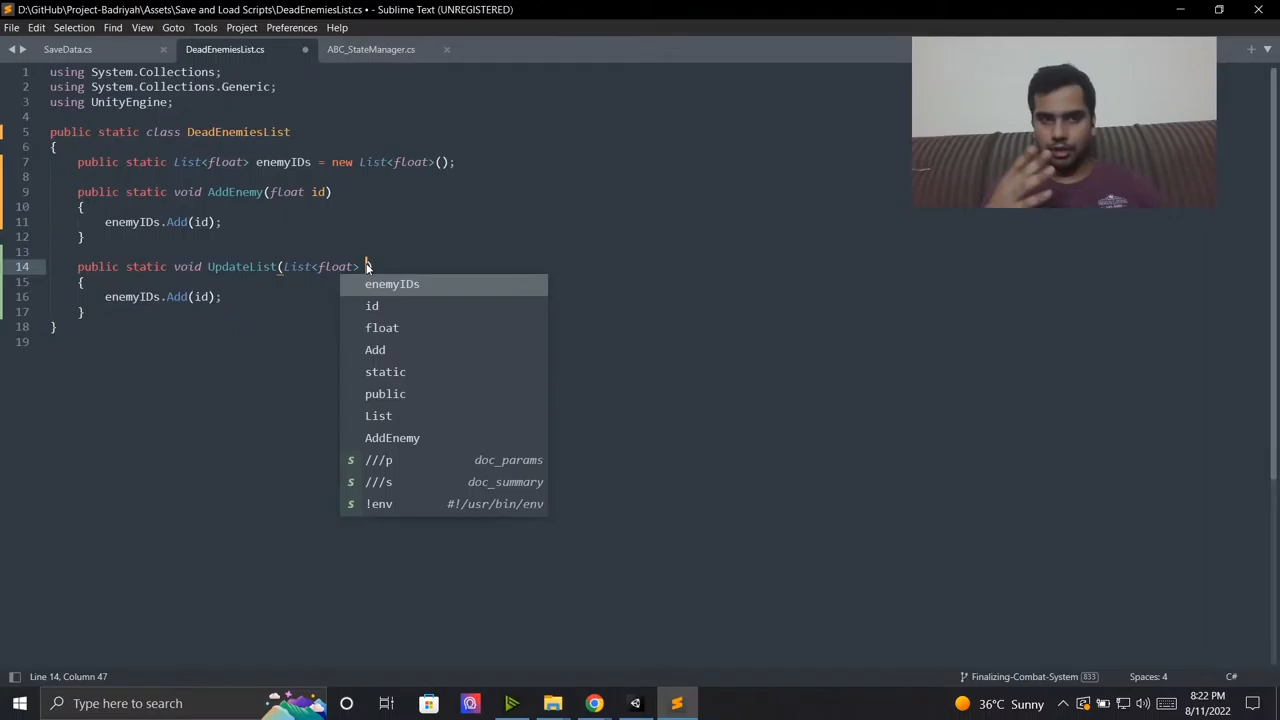 D:\GitHub\Project-Badriyah\Assets\Save and Load Scripts\DeadEnemiesList.cs • - Sublime Text (UNREGISTERED)
File Edit Selection Find View Goto Tools Project Preferences Help
SaveData.cs DeadEnemiesList.cs ABC_StateManager.cs
1 using System.Collections;
2 using System.Collections.Generic;
3 using UnityEngine;
4
5 public static class DeadEnemiesList
6 {
7 public static List<float> enemyIDs = new List<float>();
8
9 public static void AddEnemy(float id)
10 {
11 enemyIDs.Add(id);
12 }
13
14 public static void UpdateList(List<float> )
15 {
16 enemyIDs.Add(id);
17 }
18 }
19
enemyIDs
id
float
Add
static
public
List
AddEnemy
S ///p doc_params
S ///s doc_summary
S !env #!/usr/bin/env
Line 14, Column 47 Finalizing-Combat-System 833 Spaces: 4 C#
Type here to search 36°C Sunny 8:22 PM
8/11/2022